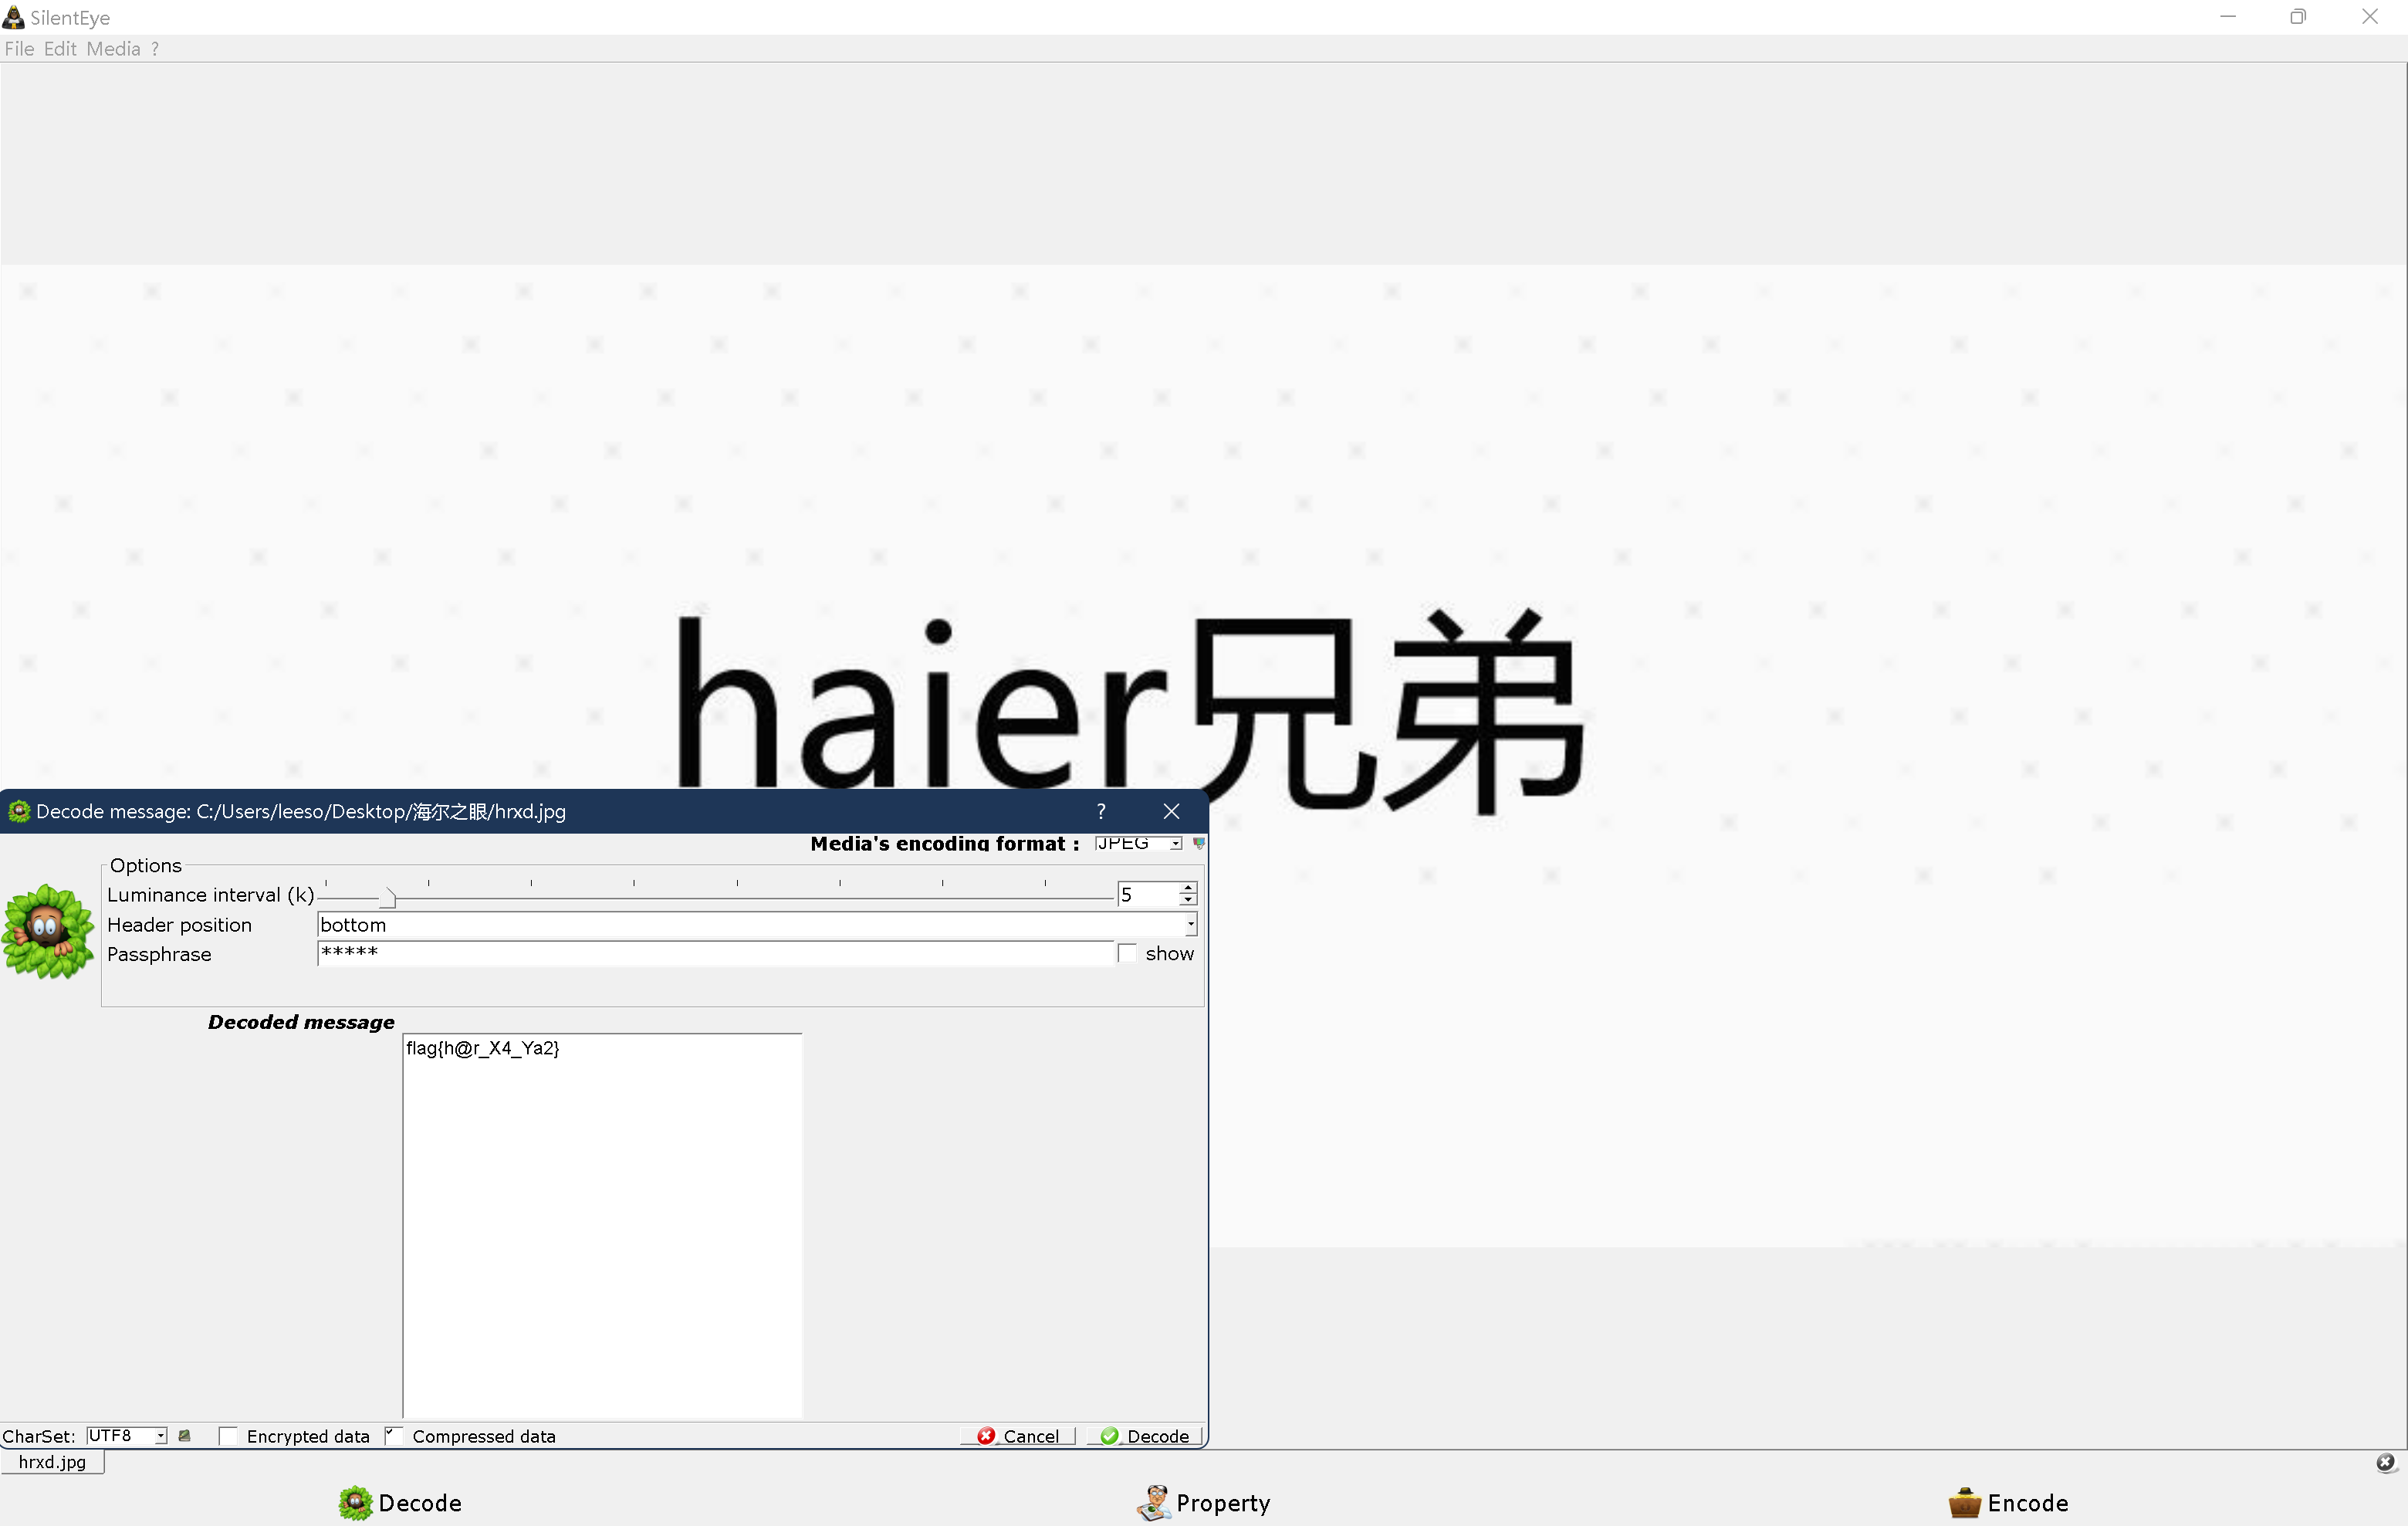 SilentEye
File Edit Media ?
haier兄弟
Decode message: C:/Users/leeso/Desktop/海尔之眼/hrxd.jpg ?
Media's encoding format : JPEG
Options
Luminance interval (k) 5
Header position bottom
Passphrase ***** show
Decoded message
flag{h@r_X4_Ya2}
CharSet: UTF8 Encrypted data Compressed data Cancel Decode
hrxd.jpg
Decode Property Encode